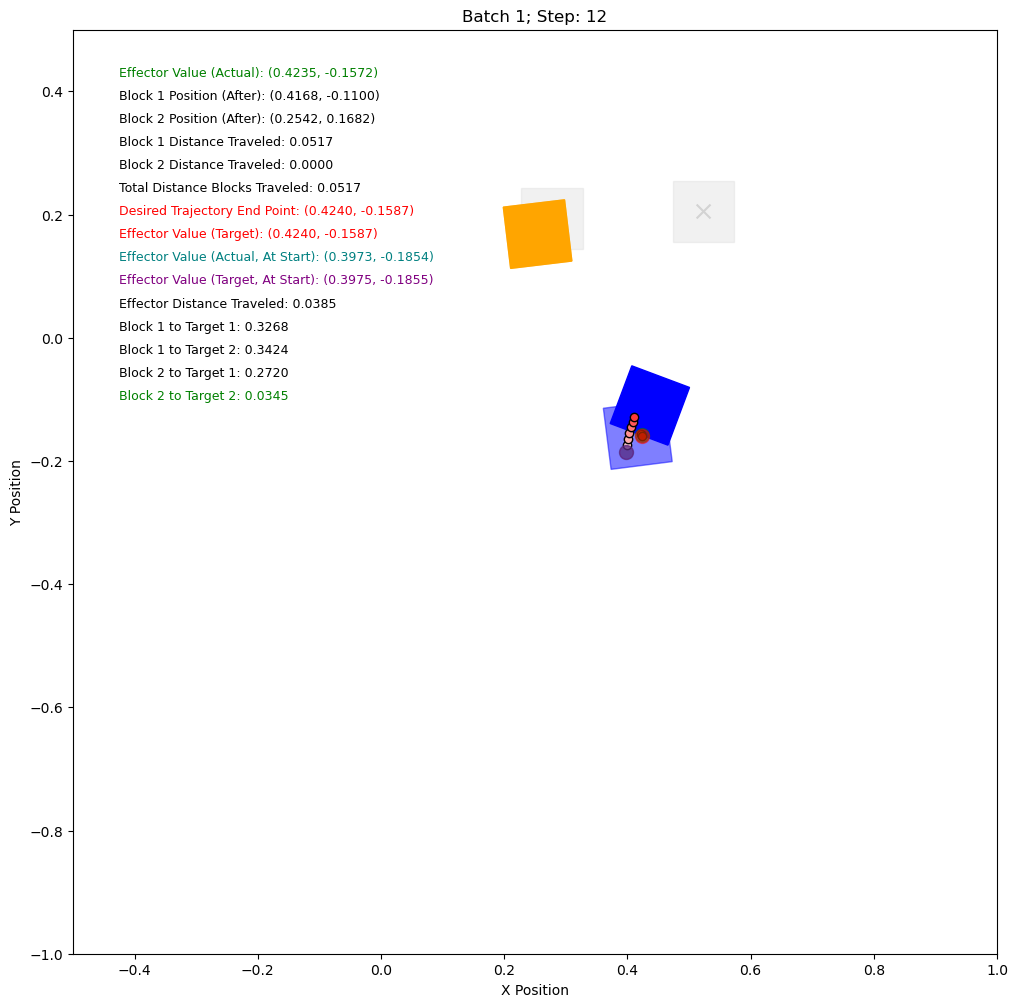 Batch 1; Step: 12
Effector Value (Actual): (0.4235, -0.1572)
Block 1 Position (After): (0.4168, -0.1100)
Block 2 Position (After): (0.2542, 0.1682)
Block 1 Distance Traveled: 0.0517
Block 2 Distance Traveled: 0.0000
Total Distance Blocks Traveled: 0.0517
Desired Trajectory End Point: (0.4240, -0.1587)
Effector Value (Target): (0.4240, -0.1587)
Effector Value (Actual, At Start): (0.3973, -0.1854)
Effector Value (Target, At Start): (0.3975, -0.1855)
Effector Distance Traveled: 0.0385
Block 1 to Target 1: 0.3268
Block 1 to Target 2: 0.3424
Block 2 to Target 1: 0.2720
Block 2 to Target 2: 0.0345
Y Position
0.4
0.2
0.0
−0.2
−0.4
−0.6
−0.8
−1.0
−0.4
−0.2
0.0
0.2
0.4
0.6
0.8
1.0
X Position